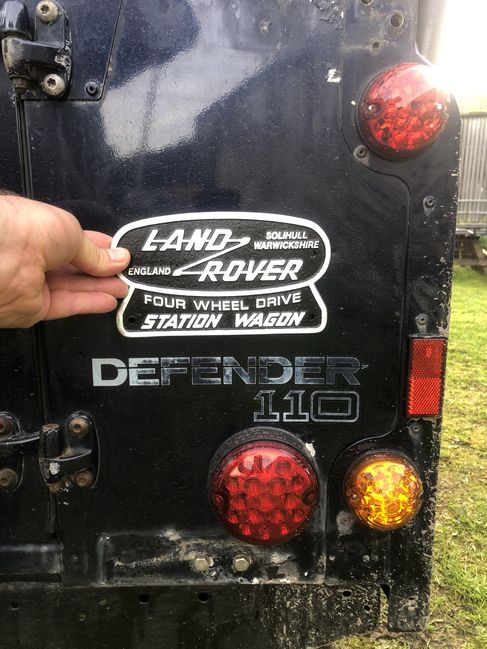 LAND ROVER
SOLIHULL
WARWICKSHIRE
ENGLAND
FOUR WHEEL DRIVE
STATION WAGON
DEFENDER
110